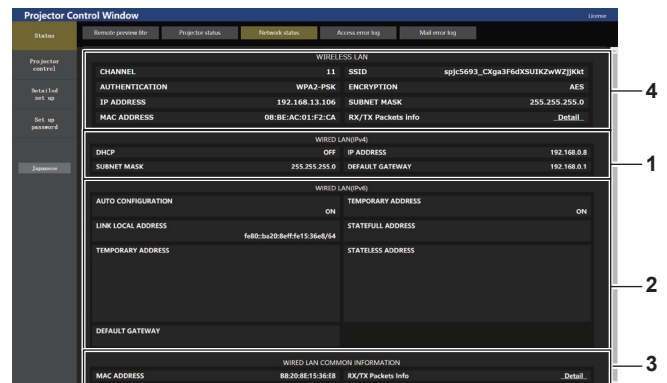 Projector Control Window
License
Status
Remote preview lite
Projector status
Network status
Access error log
Mail error log
Projector
control
Detailed
set up
Set up
password
Japanese
WIRELESS LAN
CHANNEL 11 SSID spjc5693_CXga3F6dXSUIKZwWZJjKkt
AUTHENTICATION WPA2-PSK ENCRYPTION AES
IP ADDRESS 192.168.13.106 SUBNET MASK 255.255.255.0
MAC ADDRESS 08:BE:AC:01:F2:CA RX/TX Packets info Detail
4
WIRED LAN(IPv4)
DHCP OFF IP ADDRESS 192.168.0.8
SUBNET MASK 255.255.255.0 DEFAULT GATEWAY 192.168.0.1
1
WIRED LAN(IPv6)
AUTO CONFIGURATION ON TEMPORARY ADDRESS ON
LINK LOCAL ADDRESS fe80::ba20:8eff:fe15:36e8/64 STATEFULL ADDRESS
TEMPORARY ADDRESS STATELESS ADDRESS
DEFAULT GATEWAY
2
WIRED LAN COMMON INFORMATION
MAC ADDRESS B8:20:8E:15:36:E8 RX/TX Packets Info Detail
3